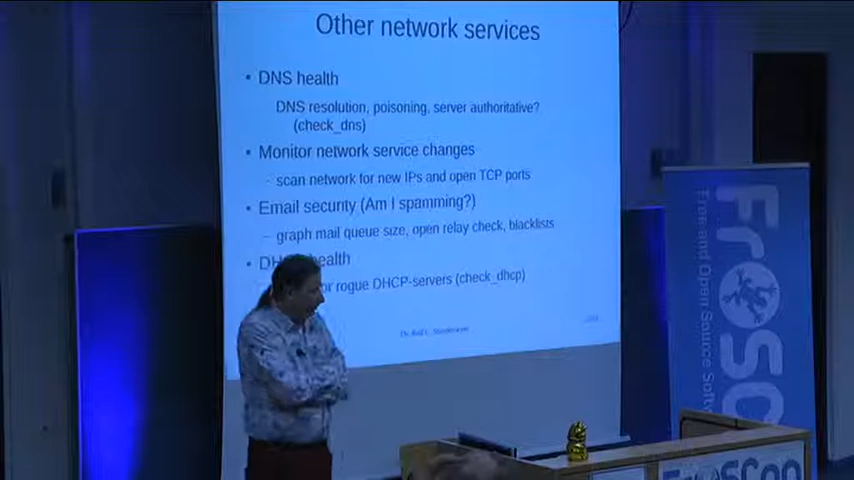 Other network services
• DNS health
DNS resolution, poisoning, server authoritative?
(check_dns)
• Monitor network service changes
– scan network for new IPs and open TCP ports
• Email security (Am I spamming?)
– graph mail queue size, open relay check, blacklists
health
rogue DHCP-servers (check_dhcp)
Free and Open Source
FrOSCon
FrOSCon